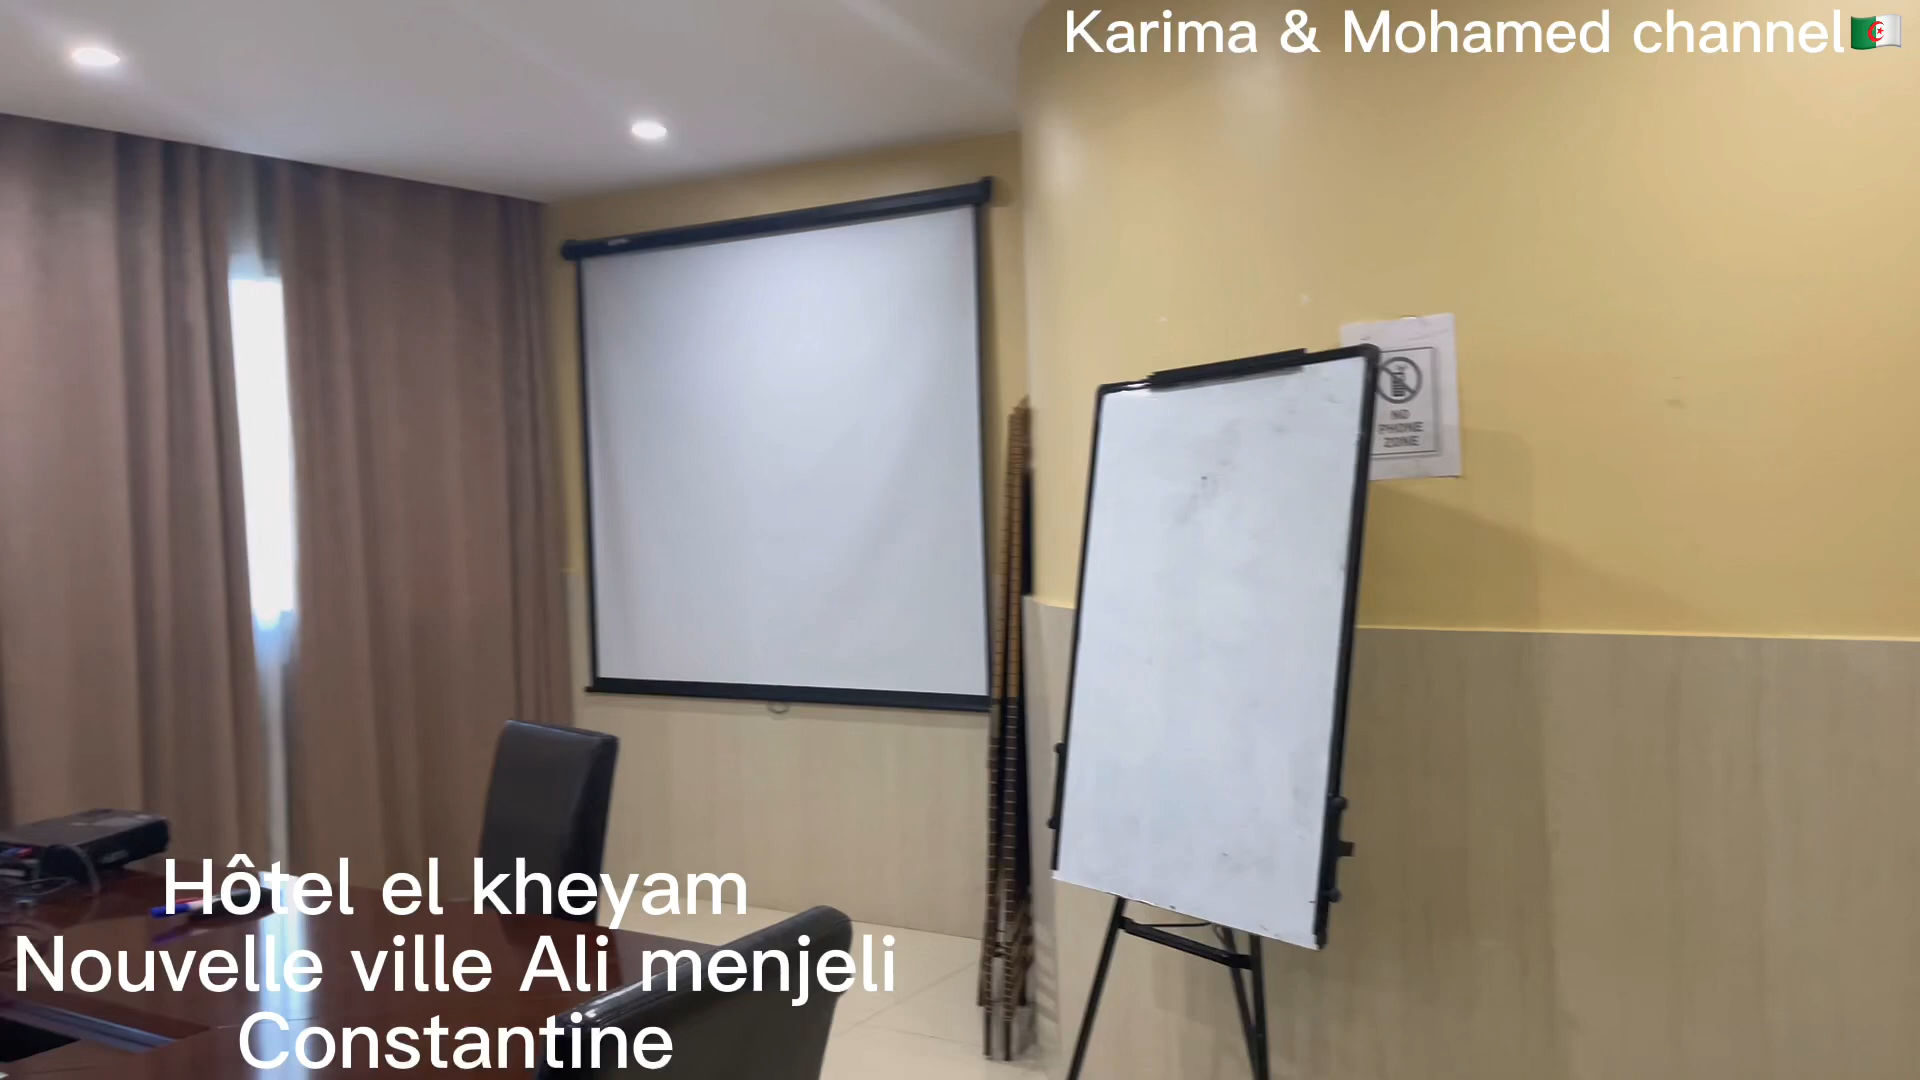 Karima & Mohamed channel🇩🇿
NO
PHONE
ZONE
Hôtel el kheyam
Nouvelle ville Ali menjeli
Constantine